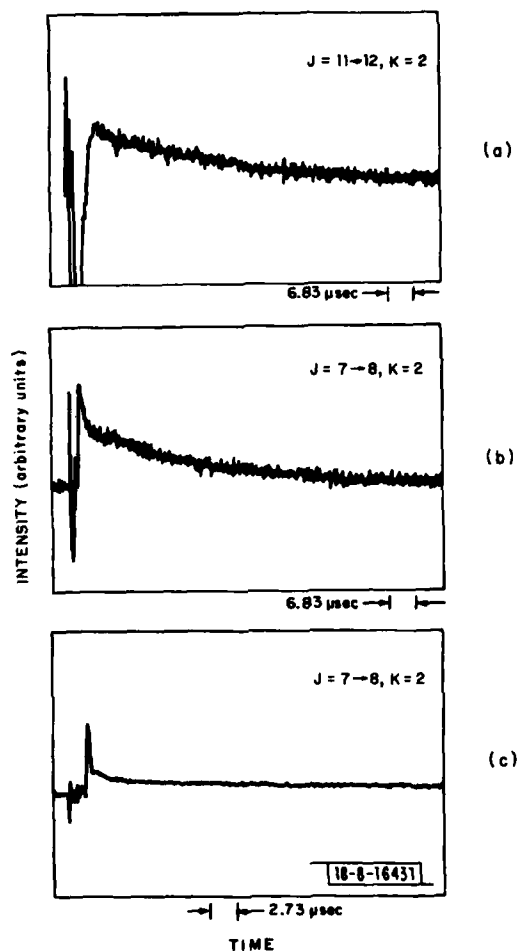 J = 11→12, K = 2
(a)
6.83 μsec
J = 7→8, K = 2
(b)
6.83 μsec
INTENSITY (arbitrary units)
J = 7→8, K = 2
(c)
18-8-16431
2.73 μsec
TIME